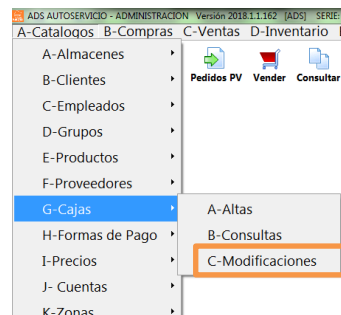 ADS AUTOSERVICIO - ADMINISTRACION Versión 2018.1.1.162 [ADS] SERIE:
A-Catalogos B-Compras C-Ventas D-Inventario
A-Almacenes
Pedidos PV Vender Consultar
B-Clientes
C-Empleados
D-Grupos
E-Productos
F-Proveedores
G-Cajas
A-Altas
H-Formas de Pago
B-Consultas
I-Precios
C-Modificaciones
J- Cuentas
K-Zonas